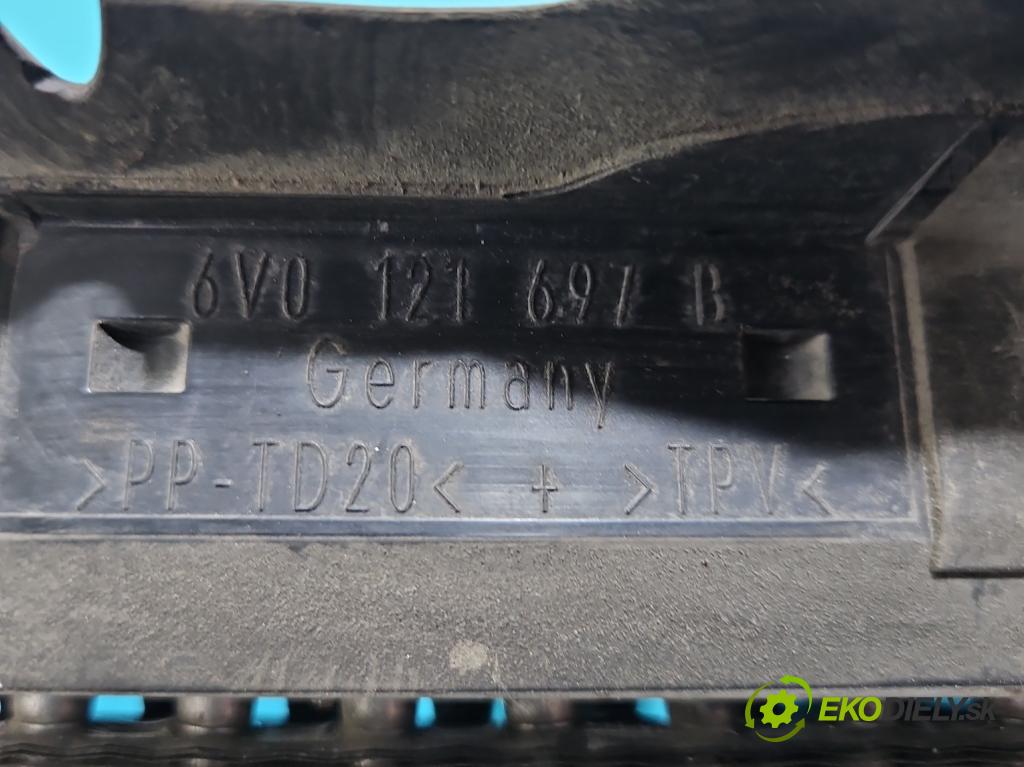 6V0 121 697 B
Germany
>PP-TD20< + >TPV<
EKODIELY.SK